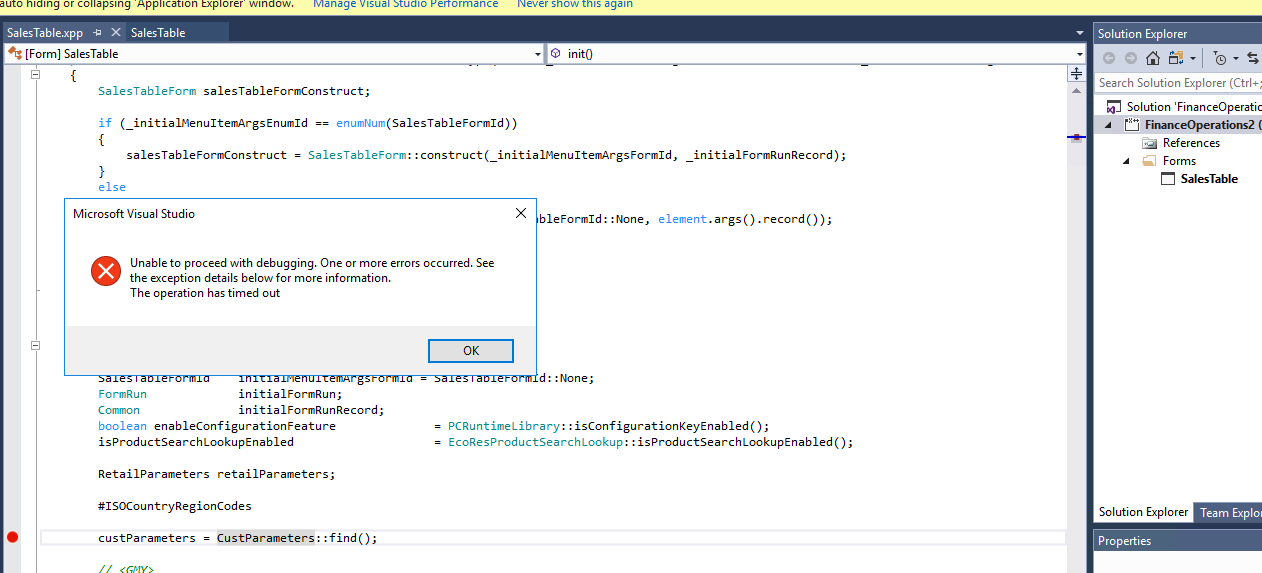 auto hiding or collapsing 'Application Explorer' window. Manage Visual Studio Performance Never show this again
SalesTable.xpp SalesTable
[Form] SalesTable init()
{
SalesTableForm salesTableFormConstruct;
if (_initialMenuItemArgsEnumId == enumNum(SalesTableFormId))
{
salesTableFormConstruct = SalesTableForm::construct(_initialMenuItemArgsFormId, _initialFormRunRecord);
}
else
ableFormId::None, element.args().record());
Microsoft Visual Studio
Unable to proceed with debugging. One or more errors occurred. See
the exception details below for more information.
The operation has timed out
OK
SalesTableFormId initialMenuItemArgsFormId = SalesTableFormId::None;
FormRun initialFormRun;
Common initialFormRunRecord;
boolean enableConfigurationFeature = PCRuntimeLibrary::isConfigurationKeyEnabled();
isProductSearchLookupEnabled = EcoResProductSearchLookup::isProductSearchLookupEnabled();
RetailParameters retailParameters;
#ISOCountryRegionCodes
custParameters = CustParameters::find();
// <GMY>
Solution Explorer
Search Solution Explorer (Ctrl+;
Solution 'FinanceOperatio
FinanceOperations2 (
References
Forms
SalesTable
Solution Explorer Team Explor
Properties